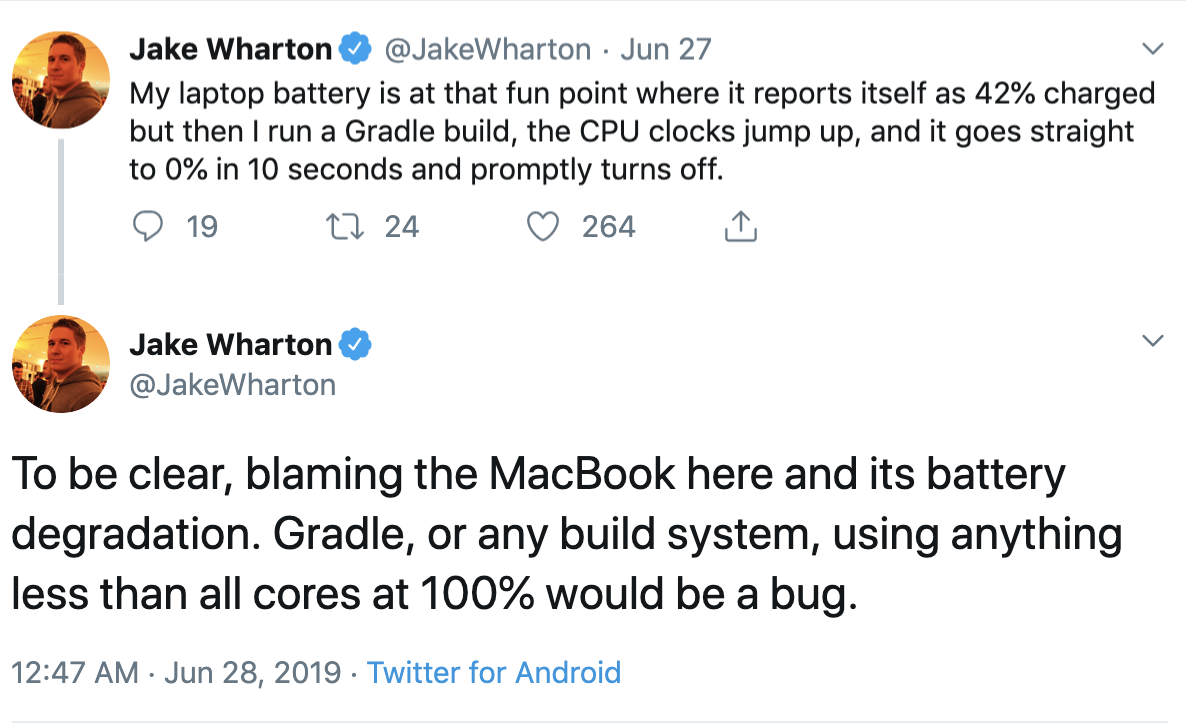 Jake Wharton @JakeWharton · Jun 27
My laptop battery is at that fun point where it reports itself as 42% charged
but then I run a Gradle build, the CPU clocks jump up, and it goes straight
to 0% in 10 seconds and promptly turns off.
19 24 264
Jake Wharton
@JakeWharton
To be clear, blaming the MacBook here and its battery
degradation. Gradle, or any build system, using anything
less than all cores at 100% would be a bug.
12:47 AM · Jun 28, 2019 · Twitter for Android